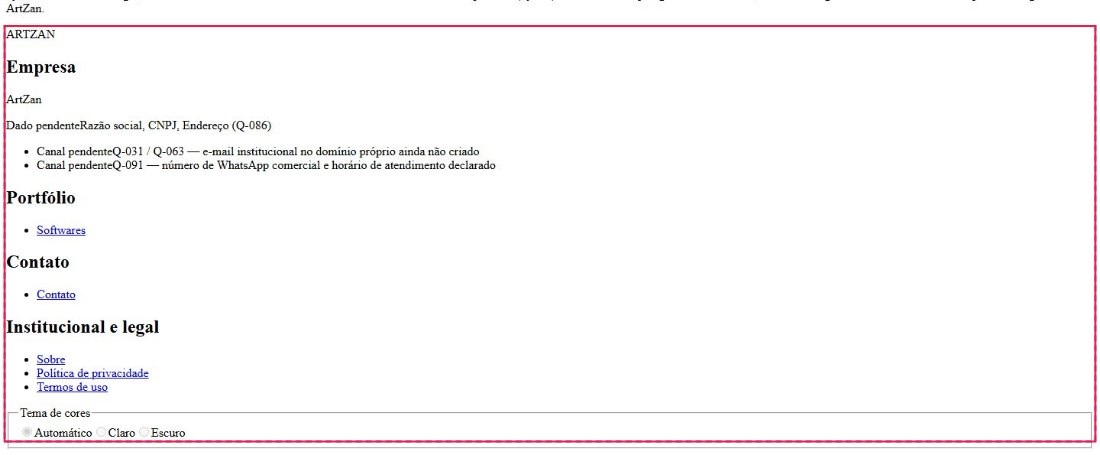 ArtZan.
ARTZAN
Empresa
ArtZan
Dado pendenteRazão social, CNPJ, Endereço (Q-086)
Canal pendenteQ-031 / Q-063 — e-mail institucional no domínio próprio ainda não criado
Canal pendenteQ-091 — número de WhatsApp comercial e horário de atendimento declarado
Portfólio
Softwares
Contato
Contato
Institucional e legal
Sobre
Política de privacidade
Termos de uso
Tema de cores
Automático Claro Escuro